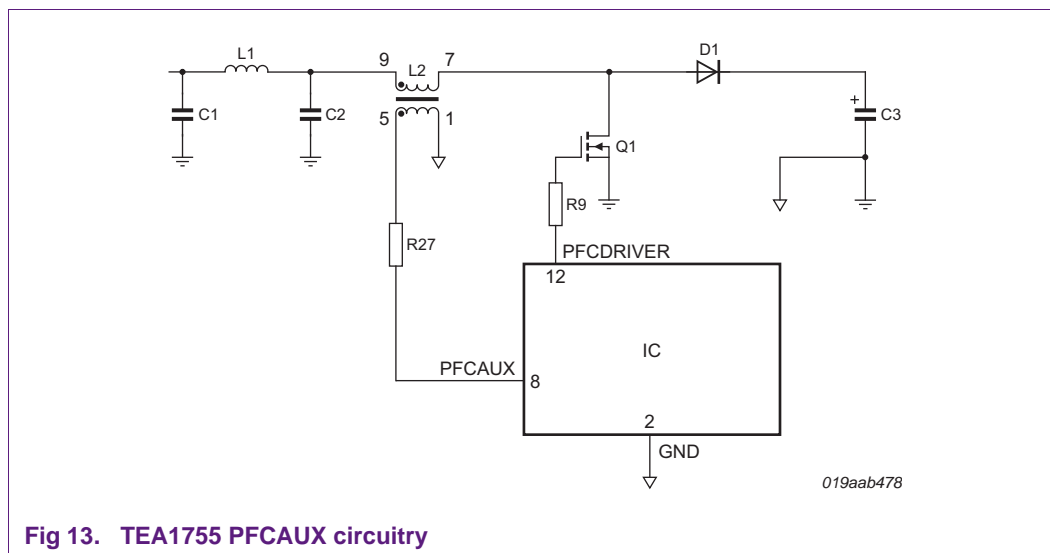 L1
9
L2
7
D1
C1
C2
5
1
+
C3
Q1
R9
R27
PFCDRIVER
12
IC
PFCAUX
8
2
GND
019aab478
Fig 13. TEA1755 PFCAUX circuitry